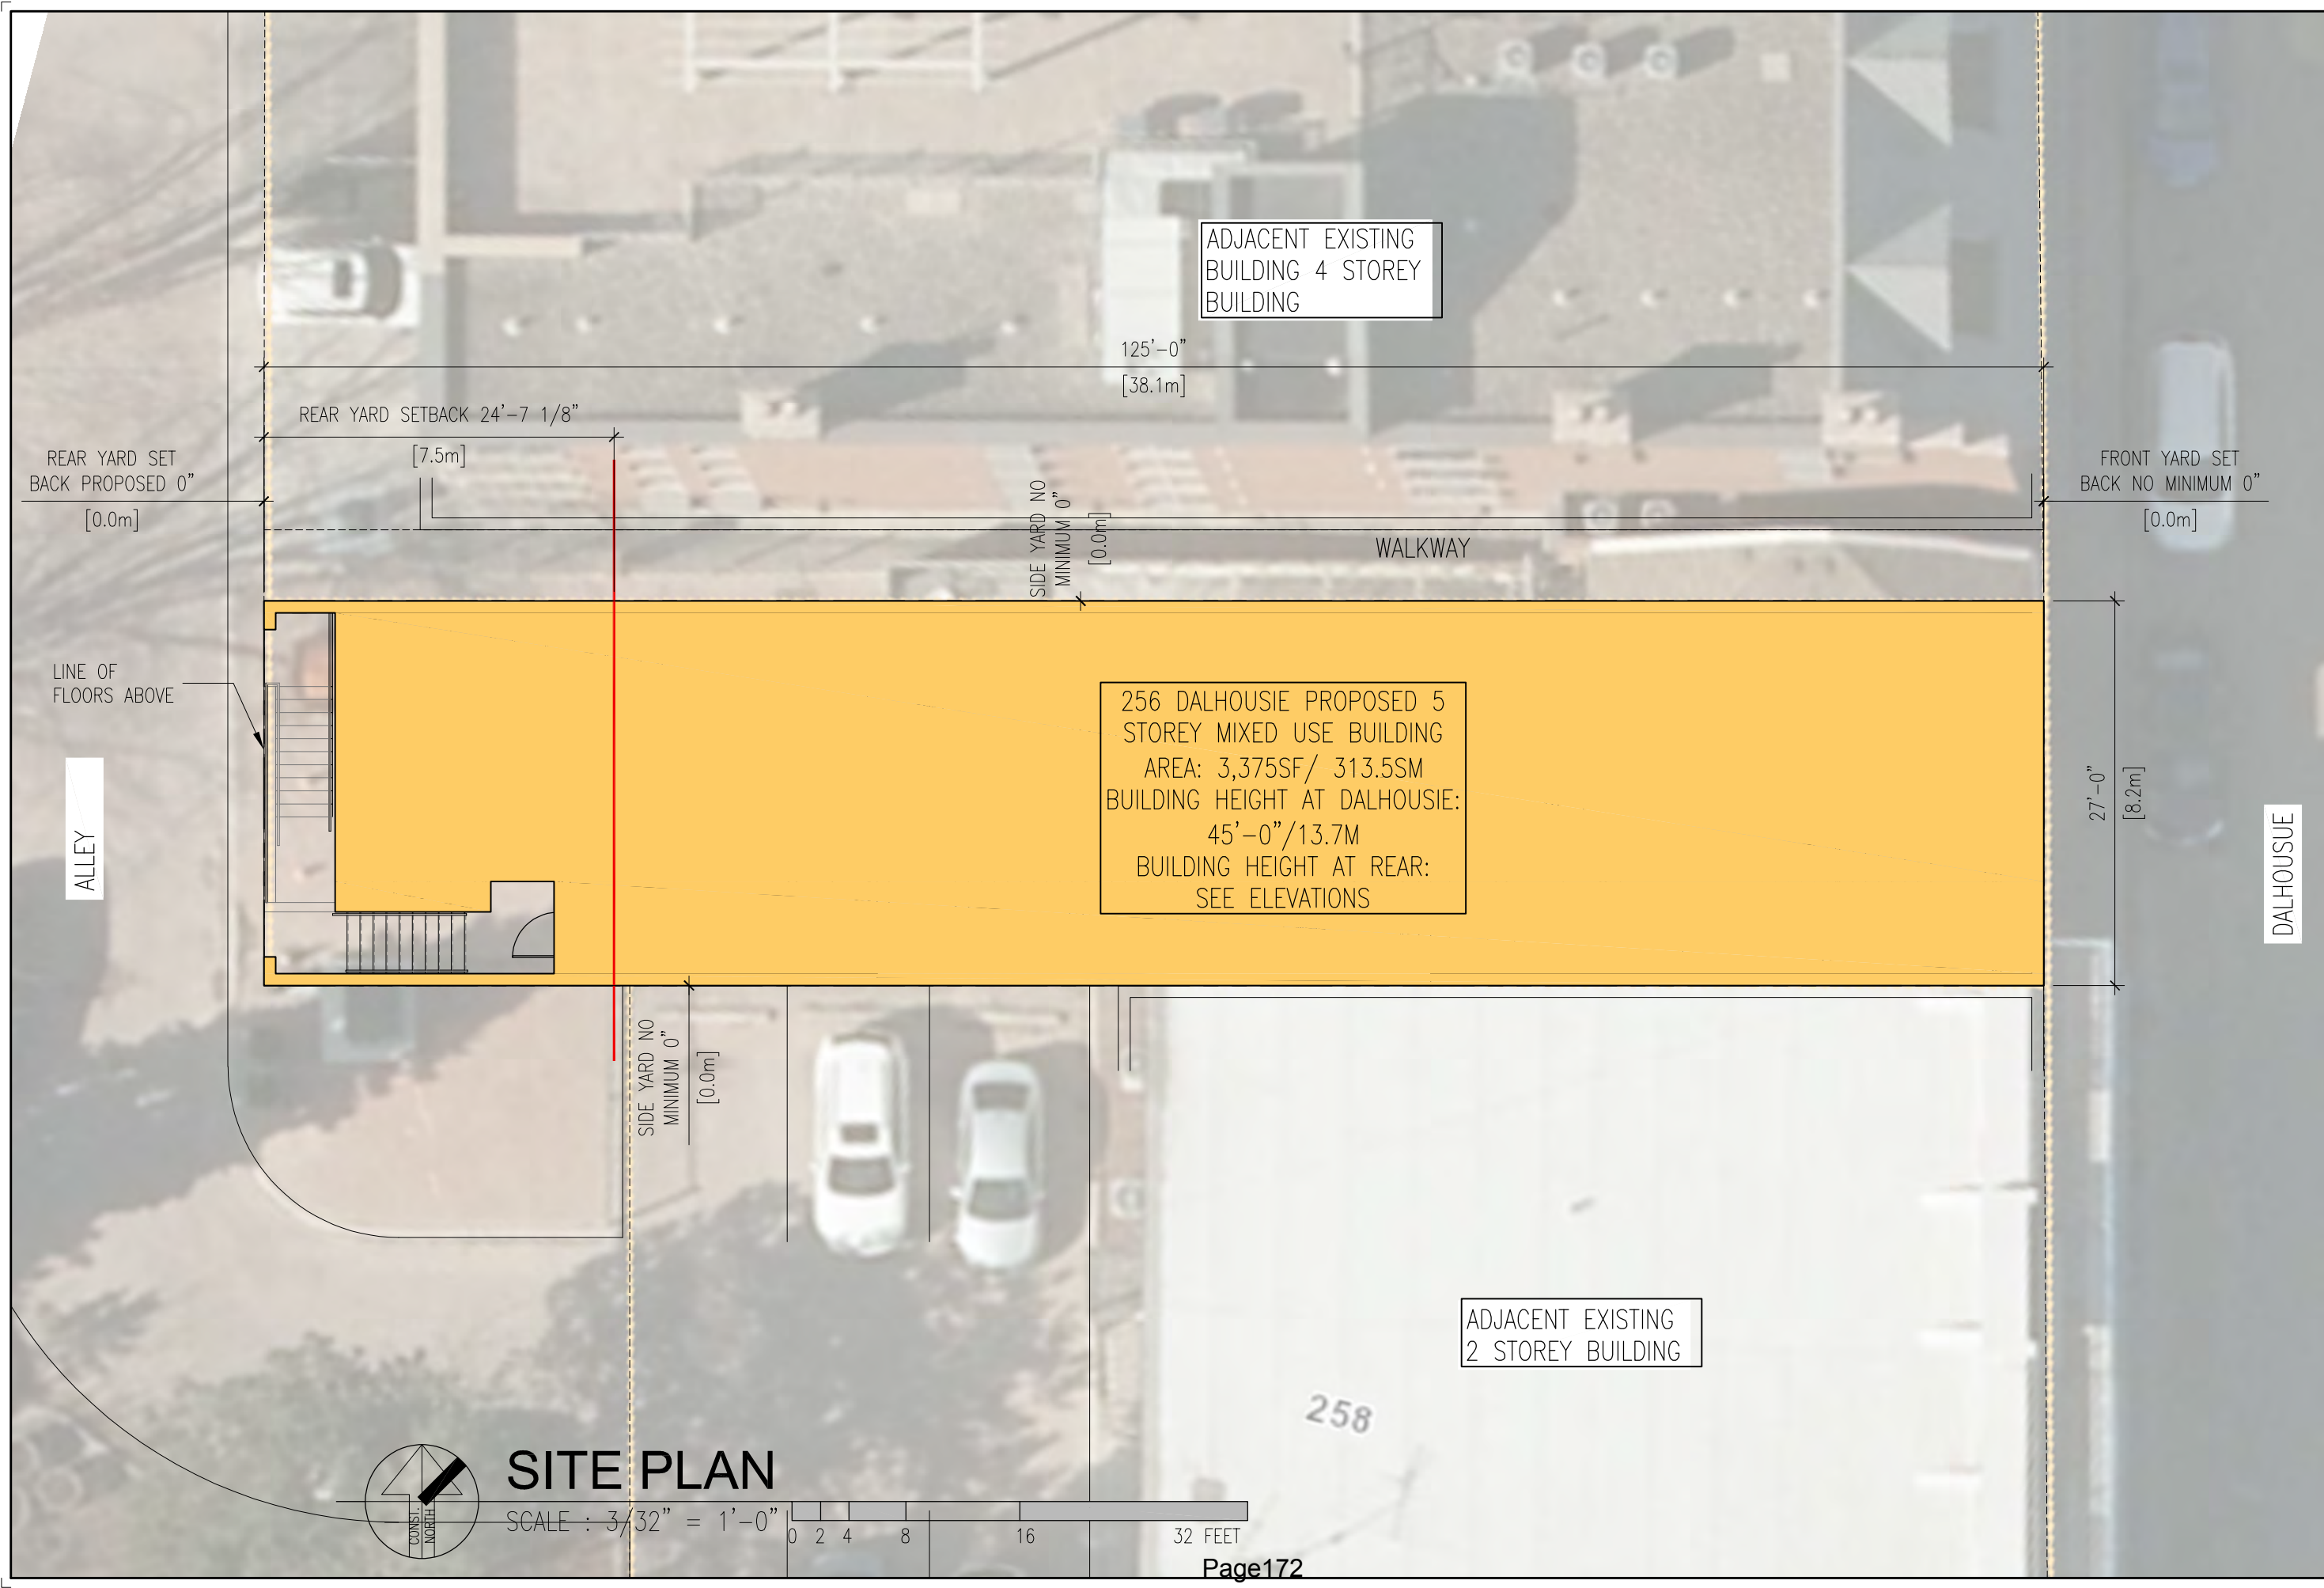 ADJACENT EXISTING
BUILDING 4 STOREY
BUILDING
125'-0"
[38.1m]
REAR YARD SETBACK 24'-7 1/8"
[7.5m]
REAR YARD SET
BACK PROPOSED 0"
[0.0m]
FRONT YARD SET
BACK NO MINIMUM 0"
[0.0m]
SIDE YARD NO
MINIMUM 0"
[0.0m]
WALKWAY
LINE OF
FLOORS ABOVE
256 DALHOUSIE PROPOSED 5
STOREY MIXED USE BUILDING
AREA: 3,375SF/ 313.5SM
BUILDING HEIGHT AT DALHOUSIE:
45'-0"/13.7M
BUILDING HEIGHT AT REAR:
SEE ELEVATIONS
27'-0"
[8.2m]
ALLEY
DALHOUSUE
SIDE YARD NO
MINIMUM 0"
[0.0m]
ADJACENT EXISTING
2 STOREY BUILDING
258
CONST.
NORTH
SITE PLAN
SCALE : 3/32" = 1'-0"
0 2 4 8 16 32 FEET
Page172